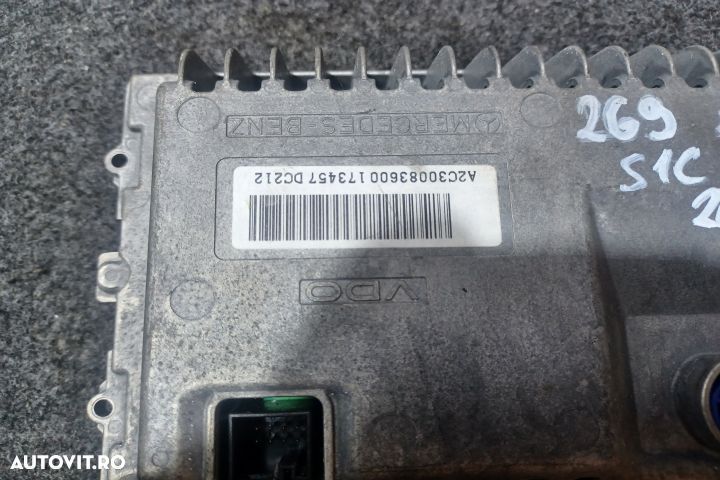 MERCEDES-BENZ
269
S1C
A2C30083600 173457 DC212
VDO
AUTOVIT.RO